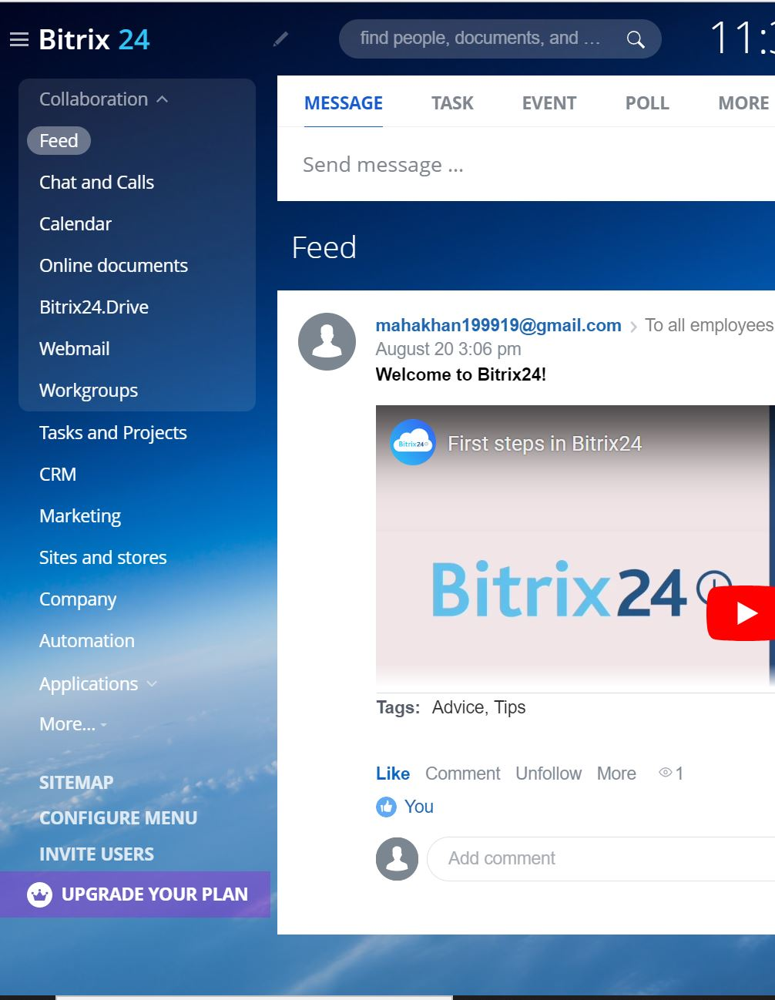 Bitrix 24
find people, documents, and ...
11:
Collaboration
Feed
Chat and Calls
Calendar
Online documents
Bitrix24.Drive
Webmail
Workgroups
Tasks and Projects
CRM
Marketing
Sites and stores
Company
Automation
Applications
More...
SITEMAP
CONFIGURE MENU
INVITE USERS
UPGRADE YOUR PLAN
MESSAGE TASK EVENT POLL MORE
Send message ...
Feed
mahakhan199919@gmail.com To all employees
August 20 3:06 pm
Welcome to Bitrix24!
Bitrix24
First steps in Bitrix24
Bitrix24
Tags: Advice, Tips
Like Comment Unfollow More 1
You
Add comment